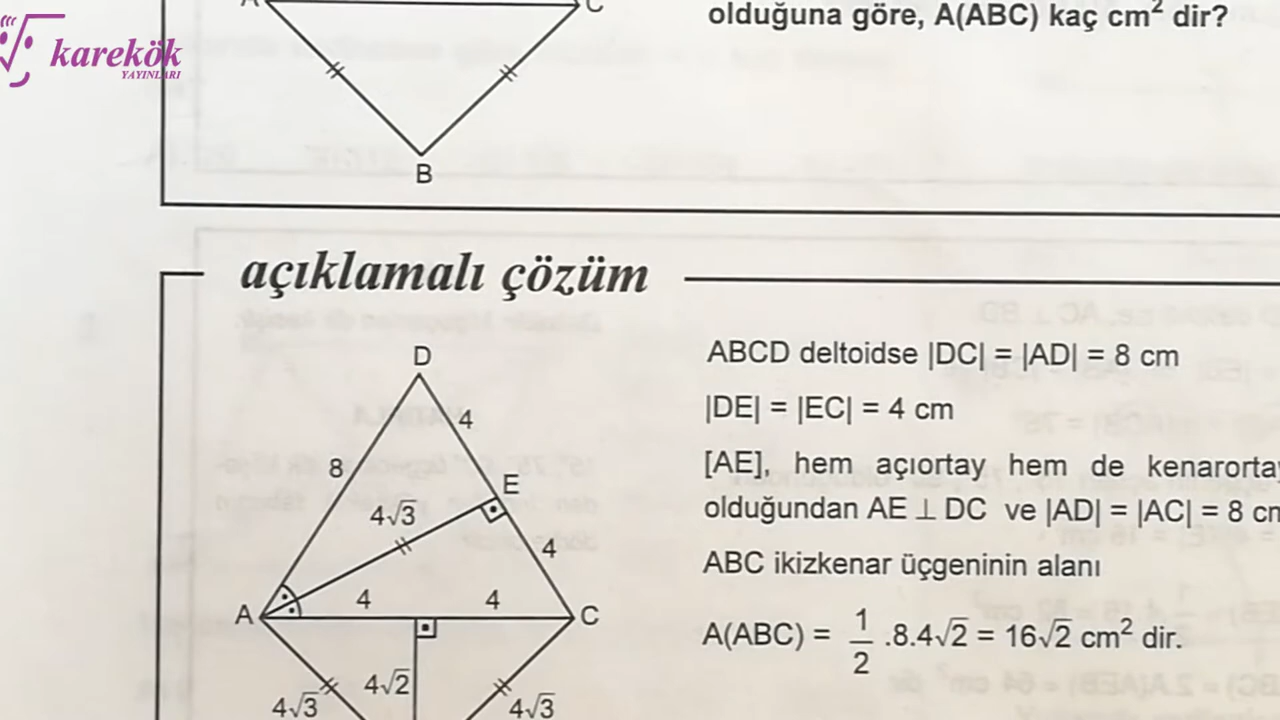 karekök
YAYINLARI
A
C
olduğuna göre, A(ABC) kaç cm² dir?
B
açıklamalı çözüm
D
4
8
E
4√3
4
A
4
4
C
4√2
4√3
4√3
ABCD deltoidse |DC| = |AD| = 8 cm
|DE| = |EC| = 4 cm
[AE], hem açıortay hem de kenarortay
olduğundan AE ⊥ DC ve |AD| = |AC| = 8 cm
ABC ikizkenar üçgeninin alanı
A(ABC) = 1/2 .8.4√2 = 16√2 cm² dir.